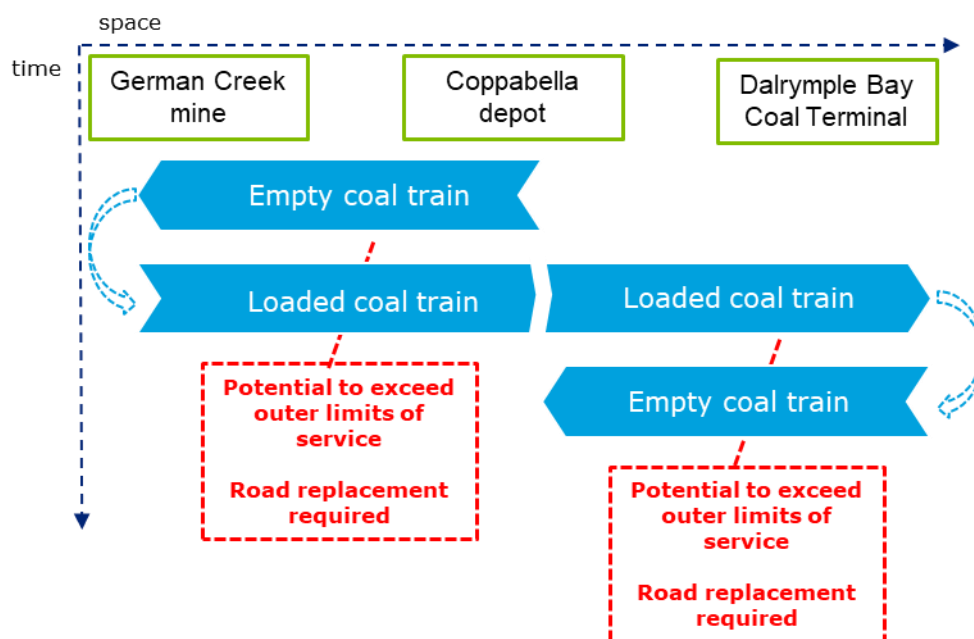 space
time
German Creek
mine
Coppabella
depot
Dalrymple Bay
Coal Terminal
Empty coal train
Loaded coal train
Loaded coal train
Empty coal train
Potential to exceed
outer limits of
service
Road replacement
required
Potential to exceed
outer limits of
service
Road replacement
required